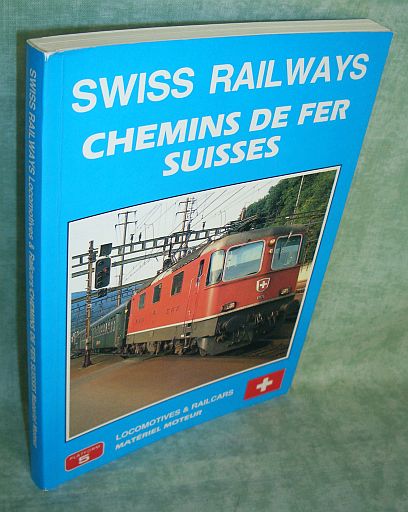 SWISS RAILWAYS
CHEMINS DE FER
SUISSES
LOCOMOTIVES & RAILCARS
MATERIEL MOTEUR
PLATFORM
5
SWISS RAILWAYS Locomotives & Railcars CHEMINS DE FER SUISSES Materiel Moteur